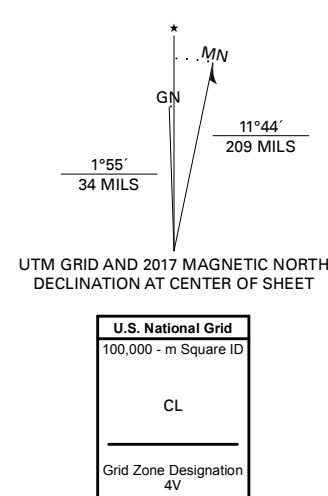 ★
MN
GN
11°44´
209 MILS
1°55´
34 MILS
UTM GRID AND 2017 MAGNETIC NORTH
DECLINATION AT CENTER OF SHEET
U.S. National Grid
100,000 - m Square ID
CL
Grid Zone Designation
4V